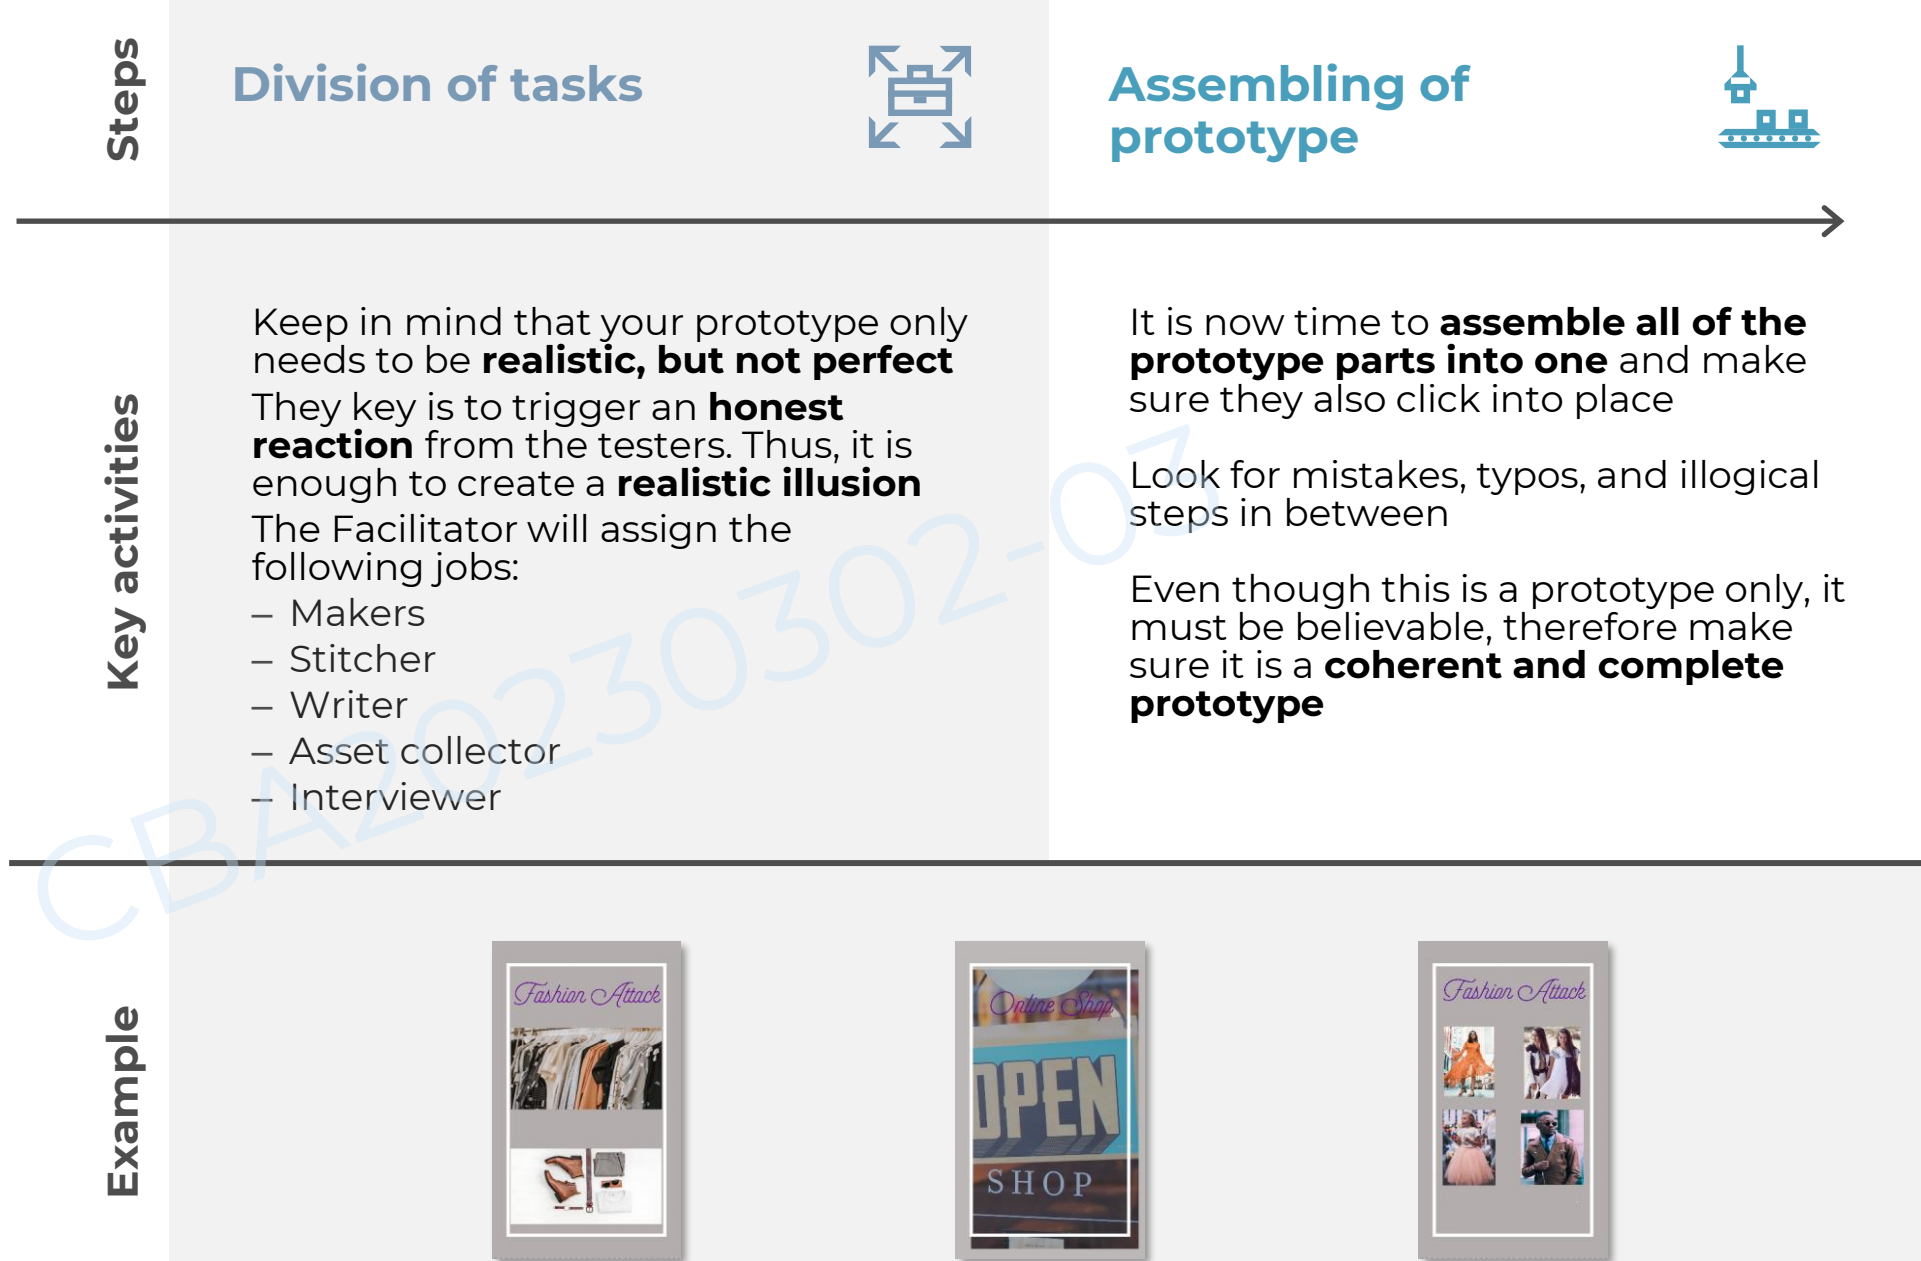 Steps
Division of tasks
Assembling of
prototype
Key activities
Keep in mind that your prototype only
needs to be realistic, but not perfect
They key is to trigger an honest
reaction from the testers. Thus, it is
enough to create a realistic illusion
The Facilitator will assign the
following jobs:
– Makers
– Stitcher
– Writer
– Asset collector
– Interviewer
It is now time to assemble all of the
prototype parts into one and make
sure they also click into place
Look for mistakes, typos, and illogical
steps in between
Even though this is a prototype only, it
must be believable, therefore make
sure it is a coherent and complete
prototype
CBA20230302-03
Example
Fashion Attack
Online Shop
OPEN
SHOP
Fashion Attack